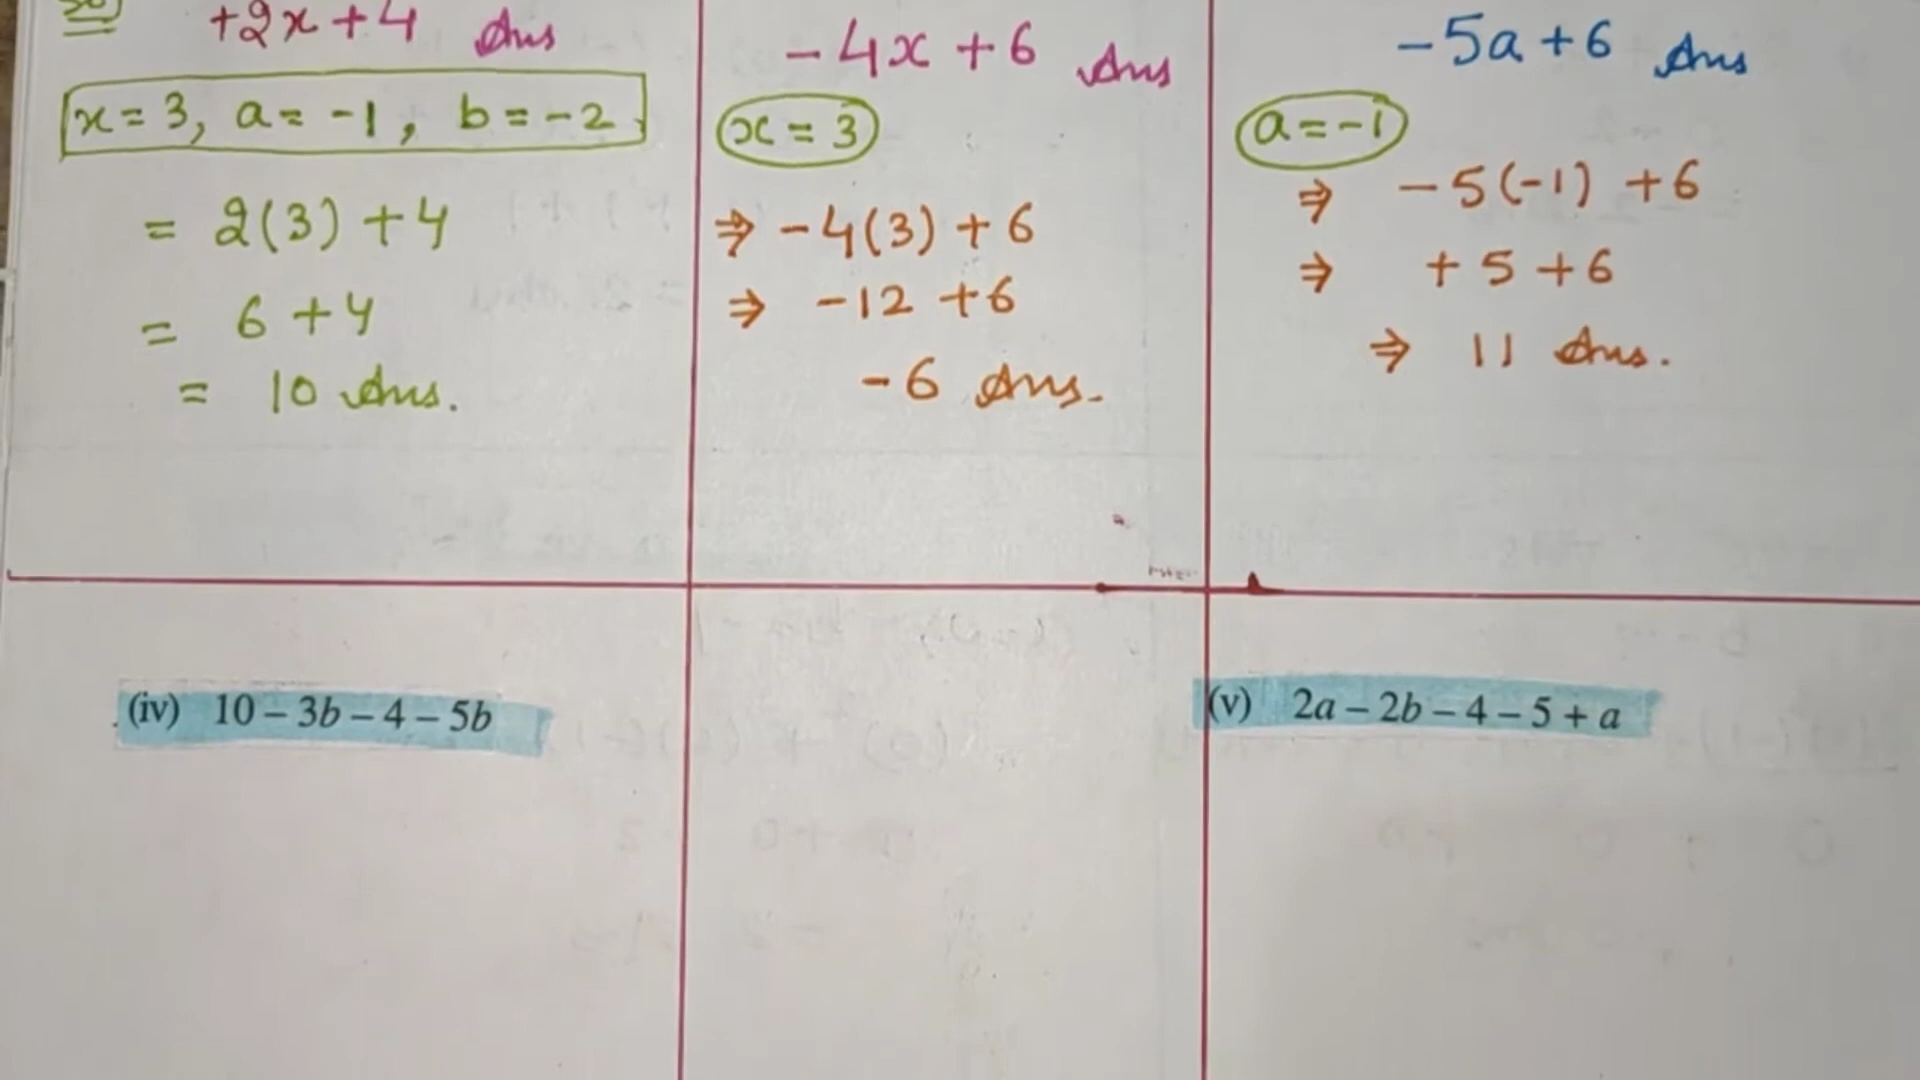 +2x+4 Ans
x=3, a=-1, b=-2
= 2(3)+4
= 6+4
= 10 Ans.
-4x+6 Ans
x=3
⇒ -4(3)+6
⇒ -12+6
-6 Ans.
-5a+6 Ans
a=-1
⇒ -5(-1)+6
⇒ +5+6
⇒ 11 Ans.
(iv) 10 – 3b – 4 – 5b
(v) 2a – 2b – 4 – 5 + a